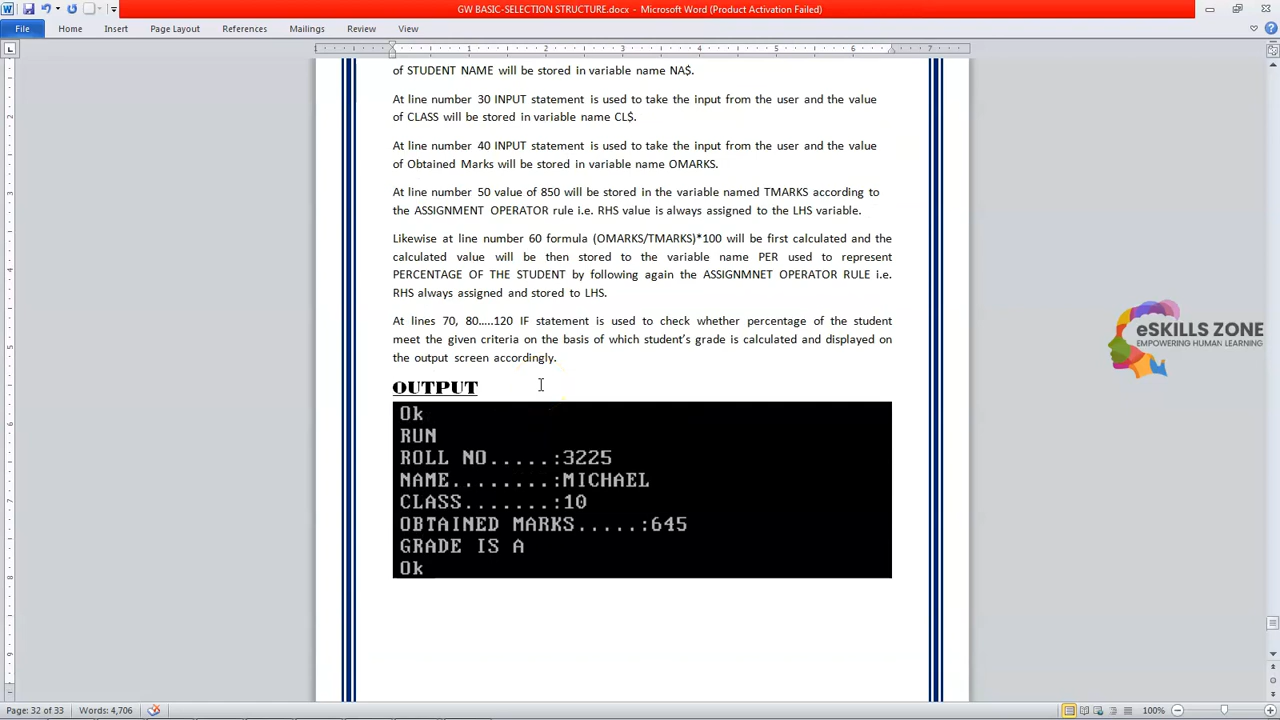 GW BASIC-SELECTION STRUCTURE.docx - Microsoft Word (Product Activation Failed)
File Home Insert Page Layout References Mailings Review View
1 1 2 3 4 5 6 7
of STUDENT NAME will be stored in variable name NA$.
At line number 30 INPUT statement is used to take the input from the user and the value
of CLASS will be stored in variable name CL$.
At line number 40 INPUT statement is used to take the input from the user and the value
of Obtained Marks will be stored in variable name OMARKS.
At line number 50 value of 850 will be stored in the variable named TMARKS according to
the ASSIGNMENT OPERATOR rule i.e. RHS value is always assigned to the LHS variable.
Likewise at line number 60 formula (OMARKS/TMARKS)*100 will be first calculated and the
calculated value will be then stored to the variable name PER used to represent
PERCENTAGE OF THE STUDENT by following again the ASSIGNMNET OPERATOR RULE i.e.
RHS always assigned and stored to LHS.
At lines 70, 80.....120 IF statement is used to check whether percentage of the student
meet the given criteria on the basis of which student's grade is calculated and displayed on
the output screen accordingly.
OUTPUT
Ok
RUN
ROLL NO.....:3225
NAME........:MICHAEL
CLASS.......:10
OBTAINED MARKS.....:645
GRADE IS A
Ok
eSKILLS ZONE
EMPOWERING HUMAN LEARNING
Page: 32 of 33 Words: 4,706 100%